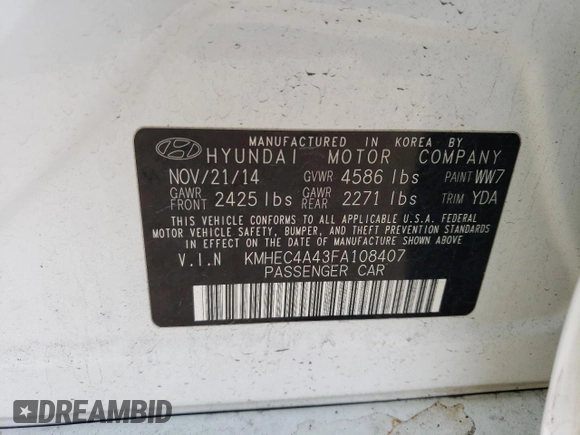 MANUFACTURED IN KOREA BY
HYUNDAI MOTOR COMPANY
NOV/21/14 GVWR 4586 lbs PAINT WW7
GAWR FRONT 2425 lbs GAWR REAR 2271 lbs TRIM YDA
THIS VEHICLE CONFORMS TO ALL APPLICABLE U.S.A. FEDERAL
MOTOR VEHICLE SAFETY, BUMPER, AND THEFT PREVENTION
STANDARDS IN EFFECT ON THE DATE OF MANUFACTURE SHOWN ABOVE.
V.I.N KMHEC4A43FA108407
PASSENGER CAR
DREAMBID